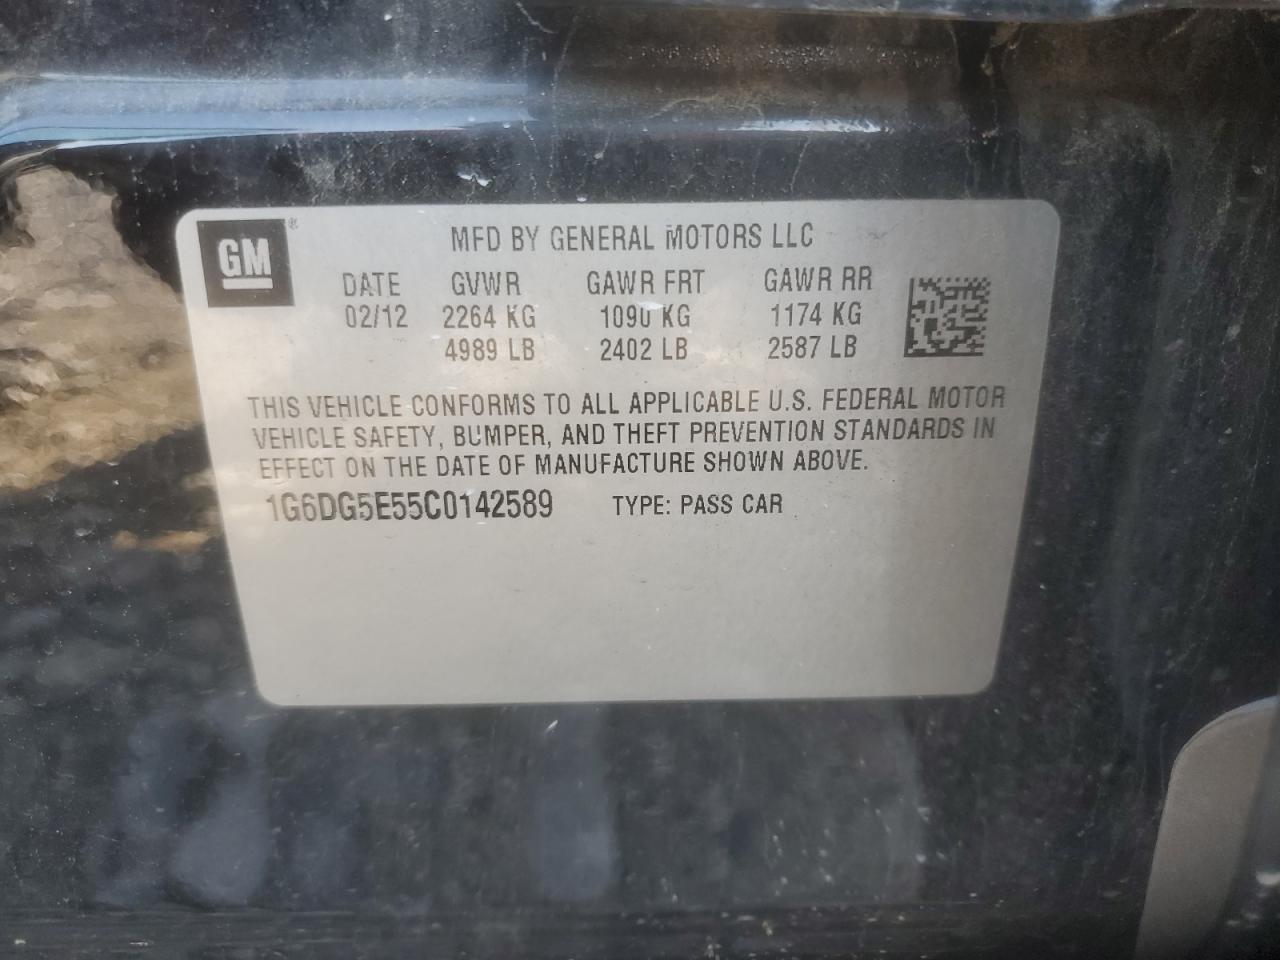 GM ®
MFD BY GENERAL MOTORS LLC
DATE GVWR GAWR FRT GAWR RR
02/12 2264 KG 1090 KG 1174 KG
4989 LB 2402 LB 2587 LB
THIS VEHICLE CONFORMS TO ALL APPLICABLE U.S. FEDERAL MOTOR
VEHICLE SAFETY, BUMPER, AND THEFT PREVENTION STANDARDS IN
EFFECT ON THE DATE OF MANUFACTURE SHOWN ABOVE.
1G6DG5E55C0142589 TYPE: PASS CAR